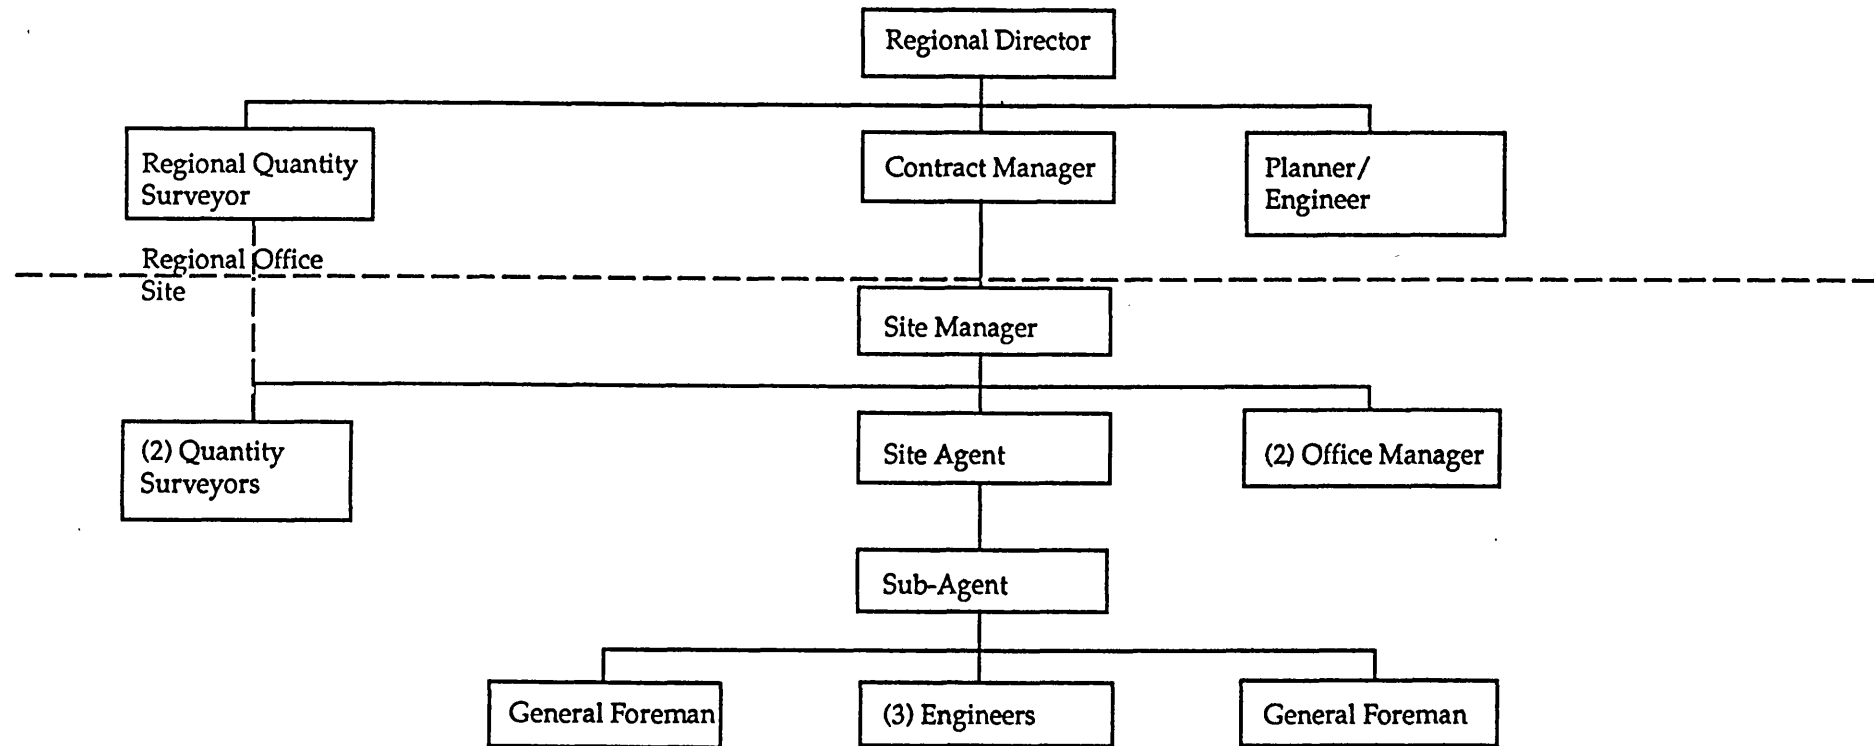 Regional Director
Regional Quantity
Surveyor
Contract Manager
Planner/
Engineer
Regional Office
Site
Site Manager
(2) Quantity
Surveyors
Site Agent
(2) Office Manager
Sub-Agent
General Foreman
(3) Engineers
General Foreman